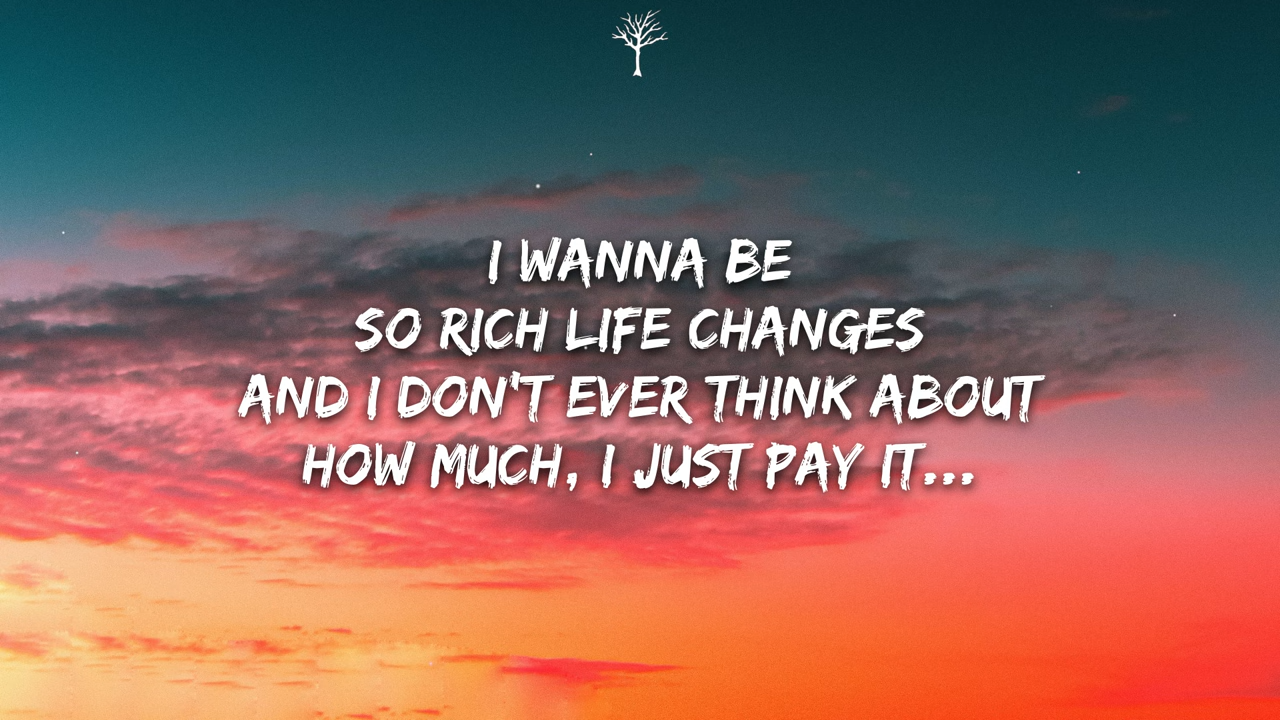 I WANNA BE
SO RICH LIFE CHANGES
AND I DON'T EVER THINK ABOUT
HOW MUCH, I JUST PAY IT...